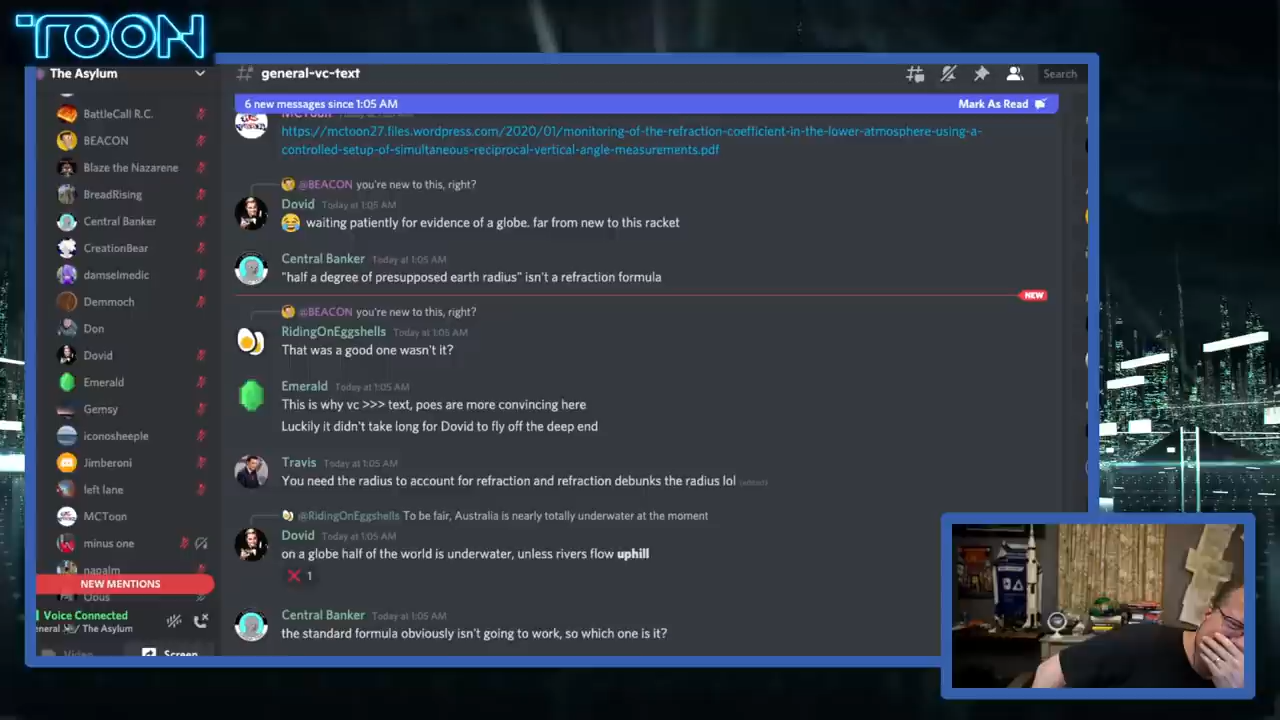 TOON
The Asylum
general-vc-text
Search
6 new messages since 1:05 AM
Mark As Read
BattleCall R.C.
BEACON
Blaze the Nazarene
BreadRising
Central Banker
CreationBear
damselmedic
Demmoch
Don
Dovid
Emerald
Gemsy
iconosheeple
Jimberoni
left lane
MCToon
minus one
napalm
Opus
NEW MENTIONS
Voice Connected
/ The Asylum
Video
Screen
MCToon
https://mctoon27.files.wordpress.com/2020/01/monitoring-of-the-refraction-coefficient-in-the-lower-atmosphere-using-a-
controlled-setup-of-simultaneous-reciprocal-vertical-angle-measurements.pdf
@BEACON you're new to this, right?
Dovid Today at 1:05 AM
😂 waiting patiently for evidence of a globe. far from new to this racket
Central Banker Today at 1:05 AM
"half a degree of presupposed earth radius" isn't a refraction formula
NEW
@BEACON you're new to this, right?
RidingOnEggshells Today at 1:05 AM
That was a good one wasn't it?
Emerald Today at 1:05 AM
This is why vc >>> text, poes are more convincing here
Luckily it didn't take long for Dovid to fly off the deep end
Travis Today at 1:05 AM
You need the radius to account for refraction and refraction debunks the radius lol (edited)
@RidingOnEggshells To be fair, Australia is nearly totally underwater at the moment
Dovid Today at 1:05 AM
on a globe half of the world is underwater, unless rivers flow uphill
❌ 1
Central Banker Today at 1:05 AM
the standard formula obviously isn't going to work, so which one is it?